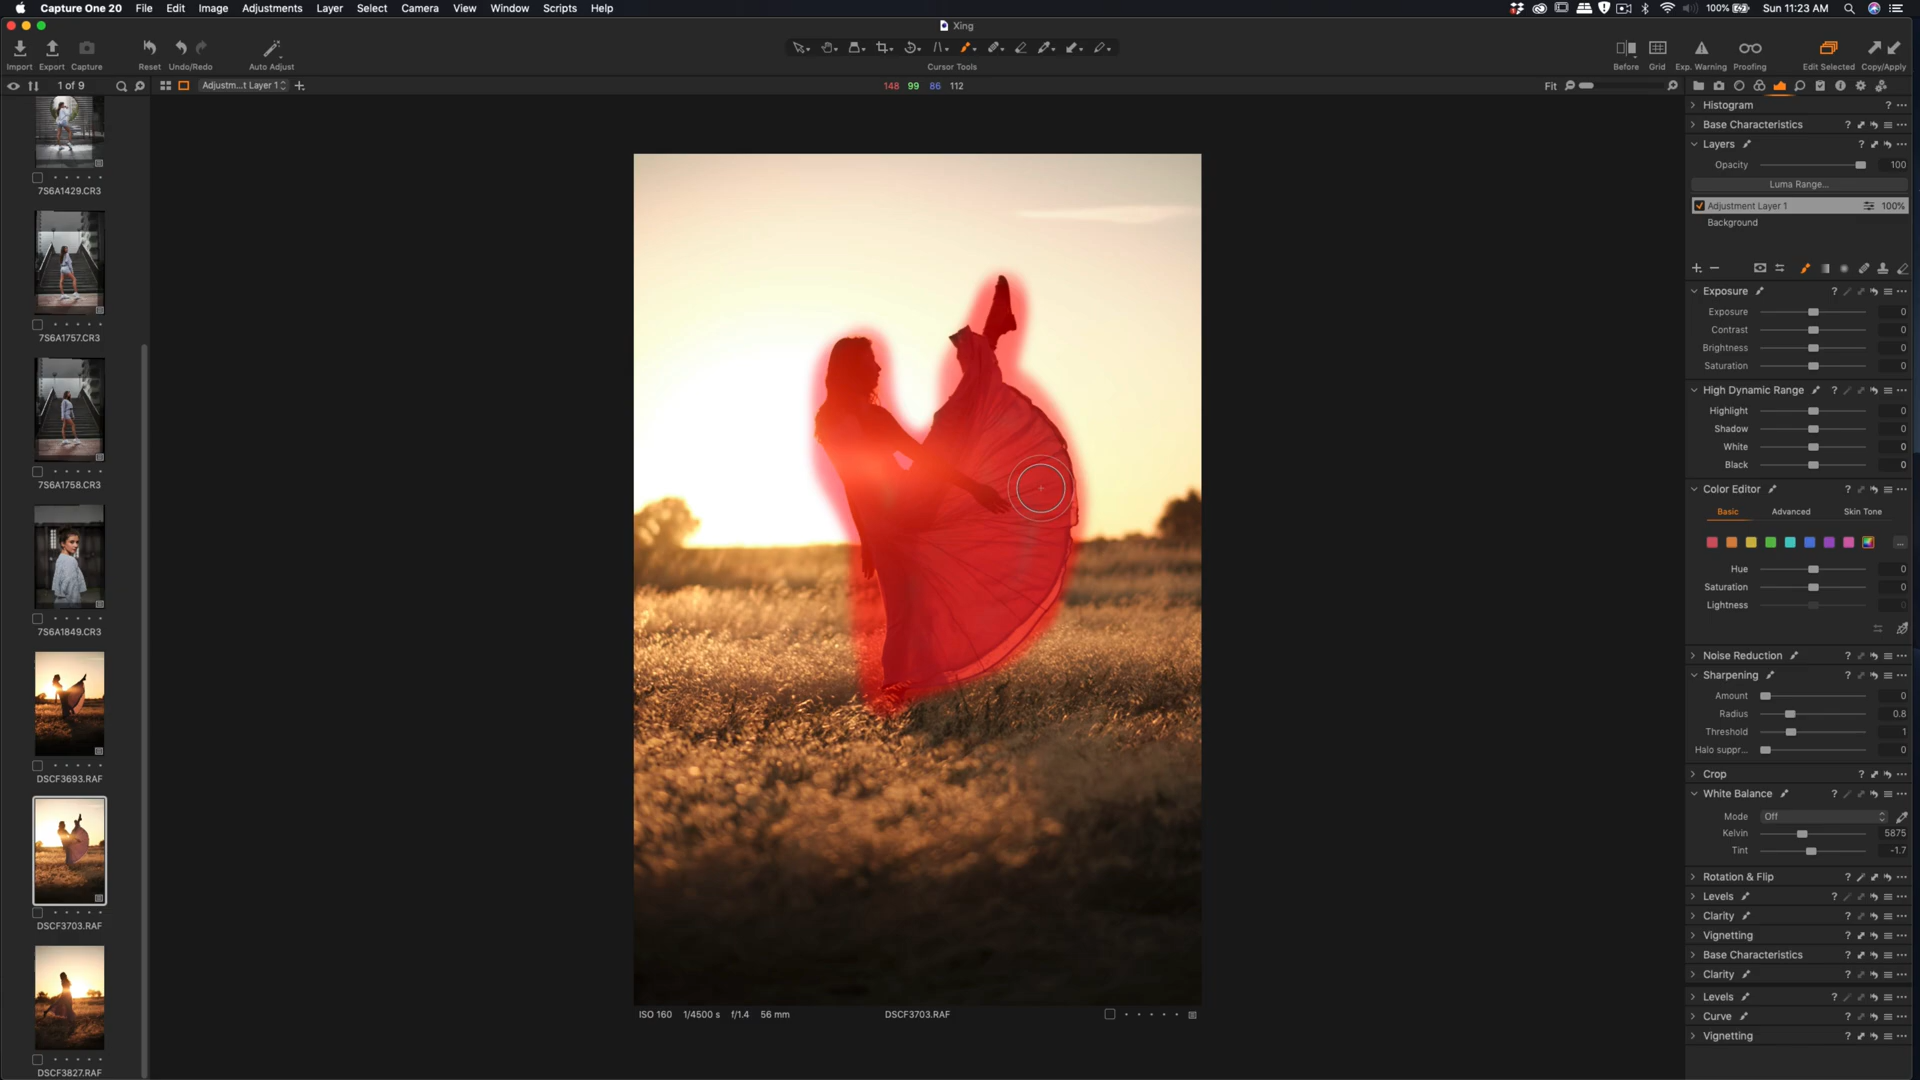 Capture One 20 File Edit Image Adjustments Layer Select Camera View Window Scripts Help 100% Sun 11:23 AM
Xing
Import Export Capture Reset Undo/Redo Auto Adjust Cursor Tools Before Grid Exp. Warning Proofing Edit Selected Copy/Apply
1 of 9 Adjustm...t Layer 1 148 99 86 112 Fit
7S6A1429.CR3
7S6A1757.CR3
7S6A1758.CR3
7S6A1849.CR3
DSCF3693.RAF
DSCF3703.RAF
DSCF3827.RAF
ISO 160 1/4500 s f/1.4 56 mm DSCF3703.RAF
Histogram ? ...
Base Characteristics ? ...
Layers ? ...
Opacity 100
Luma Range...
Adjustment Layer 1 100%
Background
Exposure ? ...
Exposure 0
Contrast 0
Brightness 0
Saturation 0
High Dynamic Range ? ...
Highlight 0
Shadow 0
White 0
Black 0
Color Editor ? ...
Basic Advanced Skin Tone
...
Hue 0
Saturation 0
Lightness 0
Noise Reduction ? ...
Sharpening ? ...
Amount 0
Radius 0.8
Threshold 1
Halo suppr... 0
Crop ? ...
White Balance ? ...
Mode Off
Kelvin 5875
Tint -1.7
Rotation & Flip ? ...
Levels ? ...
Clarity ? ...
Vignetting ? ...
Base Characteristics ? ...
Clarity ? ...
Levels ? ...
Curve ? ...
Vignetting ? ...